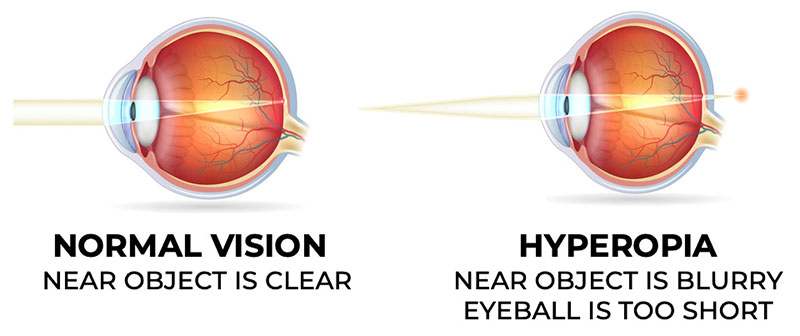 NORMAL VISION
NEAR OBJECT IS CLEAR
HYPEROPIA
NEAR OBJECT IS BLURRY
EYEBALL IS TOO SHORT